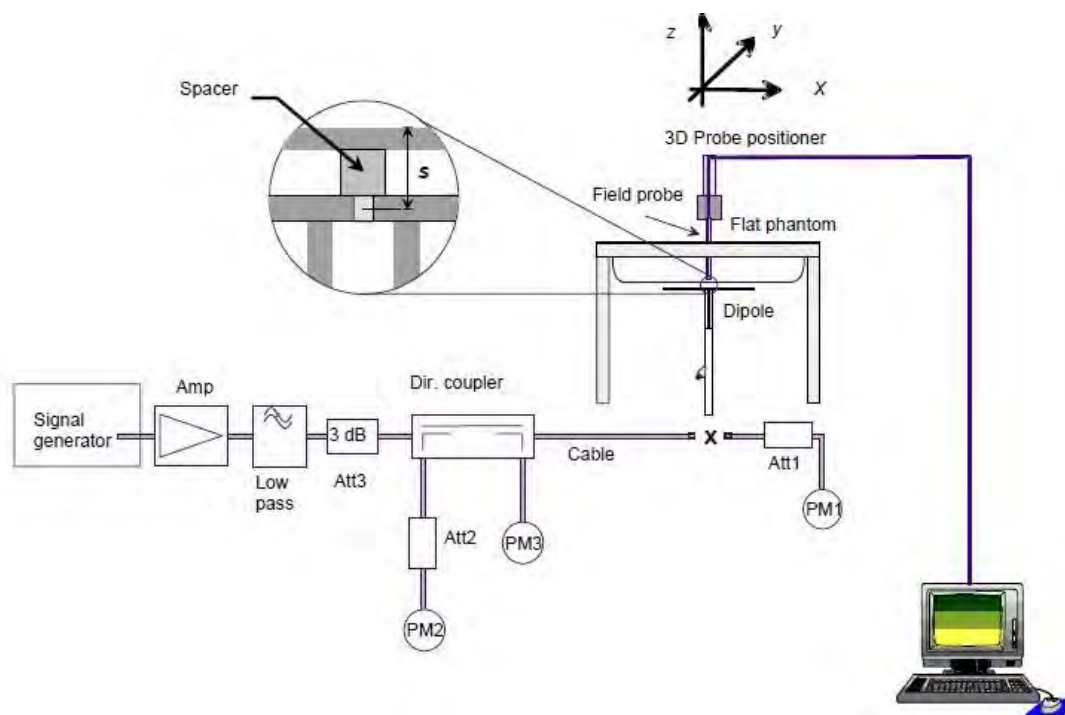 z
y
X
Spacer
s
3D Probe positioner
Field probe
Flat phantom
Dipole
Dir. coupler
Amp
Signal
generator
3 dB
Low
pass
Att3
Cable
x
Att1
PM1
Att2
PM3
PM2